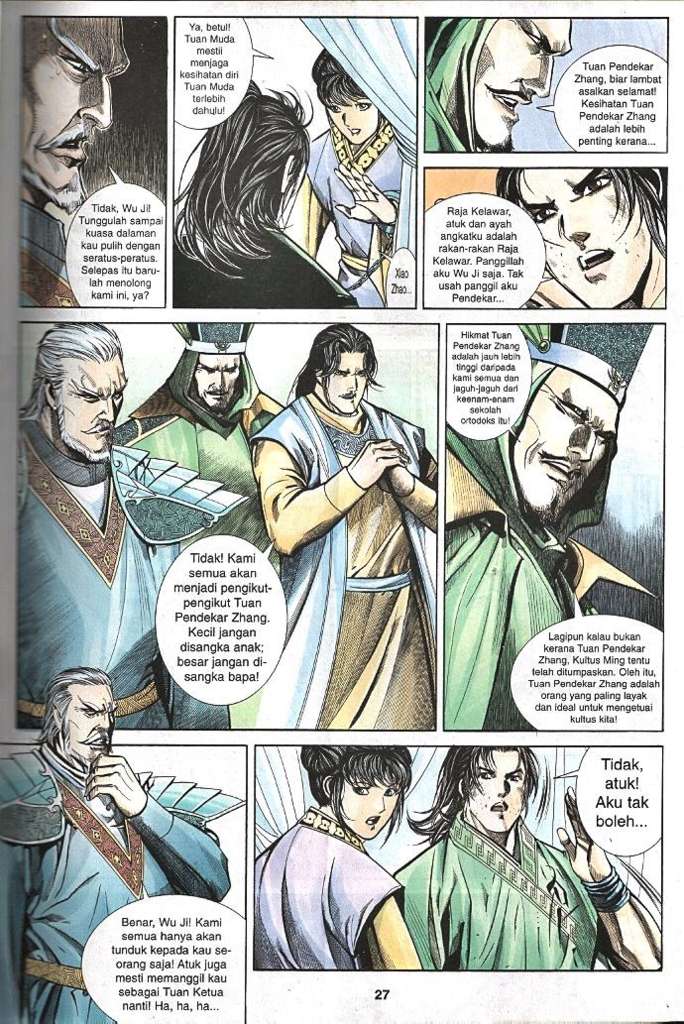 Tidak, Wu Ji!
Tunggulah sampai
kuasa dalaman
kau pulih dengan
seratus-peratus.
Selepas itu baru-
lah menolong
kami ini, ya?
Ya, betul!
Tuan Muda
mestii
menjaga
kesihatan diri
Tuan Muda
terlebih
dahulu!
Xiao
Zhao...
Tuan Pendekar
Zhang, biar lambat
asalkan selamat!
Kesihatan Tuan
Pendekar Zhang
adalah lebih
penting kerana...
Raja Kelawar,
atuk dan ayah
angkatku adalah
rakan-rakan Raja
Kelawar. Panggillah
aku Wu Ji saja. Tak
usah panggil aku
Pendekar...
Tidak! Kami
semua akan
menjadi pengikut-
pengikut Tuan
Pendekar Zhang.
Kecil jangan
disangka anak;
besar jangan di-
sangka bapa!
Hikmat Tuan
Pendekar Zhang
adalah jauh lebih
tinggi daripada
kami semua dan
jaguh-jaguh dari
keenam-enam
sekolah
ortodoks itu!
Lagipun kalau bukan
kerana Tuan Pendekar
Zhang, Kultus Ming tentu
telah ditumpaskan. Oleh itu,
Tuan Pendekar Zhang adalah
orang yang paling layak
dan ideal untuk mengetuai
kultus kita!
Benar, Wu Ji! Kami
semua hanya akan
tunduk kepada kau se-
orang saja! Atuk juga
mesti memanggil kau
sebagai Tuan Ketua
nanti! Ha, ha, ha...
Tidak,
atuk!
Aku tak
boleh...
27